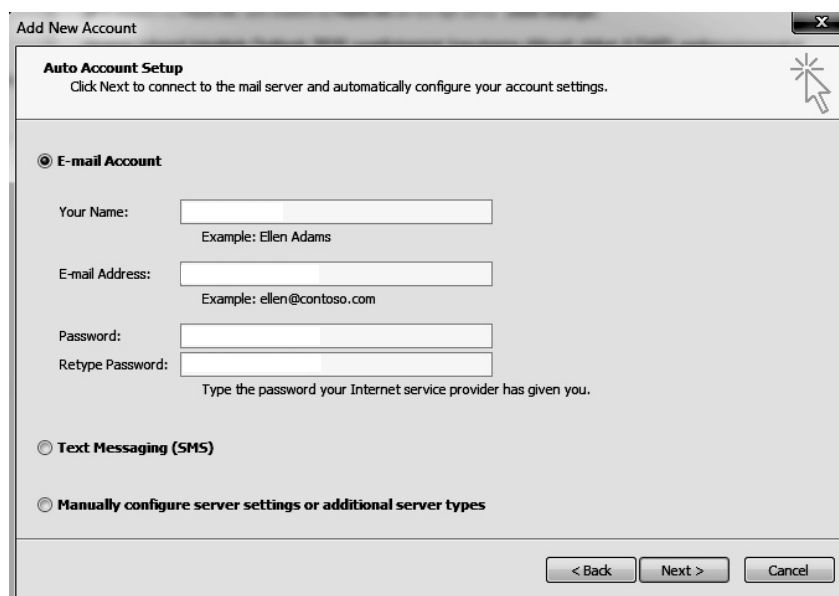 Add New Account
Auto Account Setup
Click Next to connect to the mail server and automatically configure your account settings.
E-mail Account
Your Name:
Example: Ellen Adams
E-mail Address:
Example: ellen@contoso.com
Password:
Retype Password:
Type the password your Internet service provider has given you.
Text Messaging (SMS)
Manually configure server settings or additional server types
< Back Next > Cancel